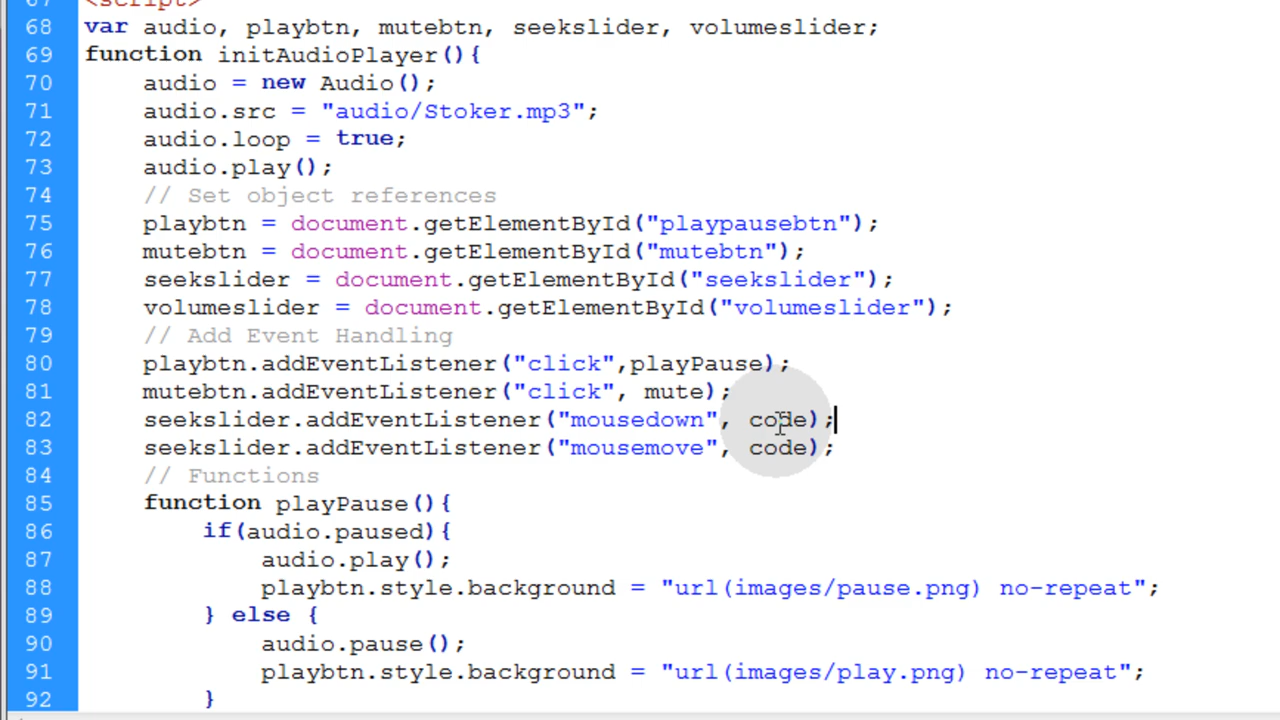 67 <script>
68 var audio, playbtn, mutebtn, seekslider, volumeslider;
69 function initAudioPlayer(){
70 audio = new Audio();
71 audio.src = "audio/Stoker.mp3";
72 audio.loop = true;
73 audio.play();
74 // Set object references
75 playbtn = document.getElementById("playpausebtn");
76 mutebtn = document.getElementById("mutebtn");
77 seekslider = document.getElementById("seekslider");
78 volumeslider = document.getElementById("volumeslider");
79 // Add Event Handling
80 playbtn.addEventListener("click",playPause);
81 mutebtn.addEventListener("click", mute);
82 seekslider.addEventListener("mousedown", code);
83 seekslider.addEventListener("mousemove", code);
84 // Functions
85 function playPause(){
86 if(audio.paused){
87 audio.play();
88 playbtn.style.background = "url(images/pause.png) no-repeat";
89 } else {
90 audio.pause();
91 playbtn.style.background = "url(images/play.png) no-repeat";
92 }